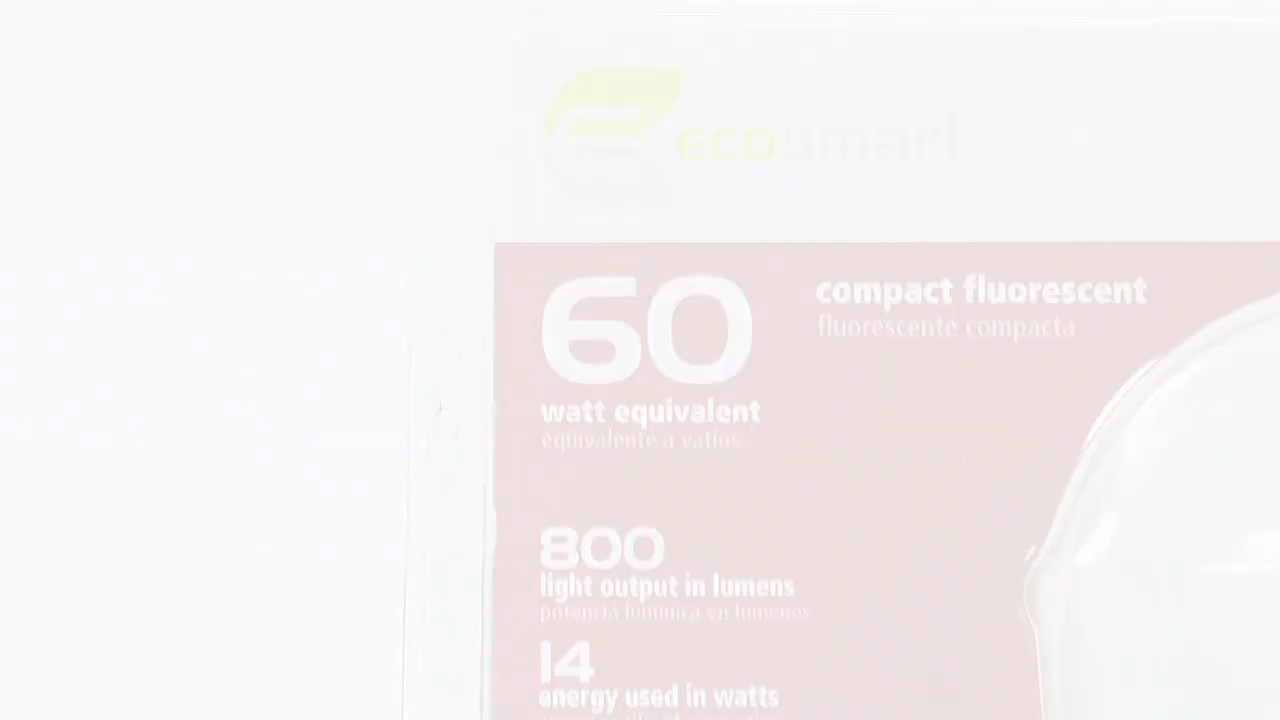 ecosmart
60
compact fluorescent
fluorescente compacta
watt equivalent
equivalente a vatios
800
light output in lumens
potencia lumínica en lúmenes
14
energy used in watts